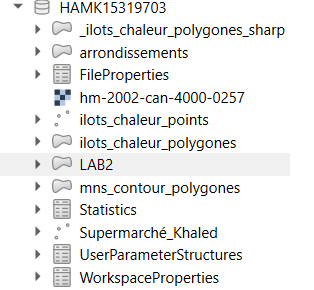 HAMK15319703
_ilots_chaleur_polygones_sharp
arrondissements
FileProperties
hm-2002-can-4000-0257
ilots_chaleur_points
ilots_chaleur_polygones
LAB2
mns_contour_polygones
Statistics
Supermarché_Khaled
UserParameterStructures
WorkspaceProperties